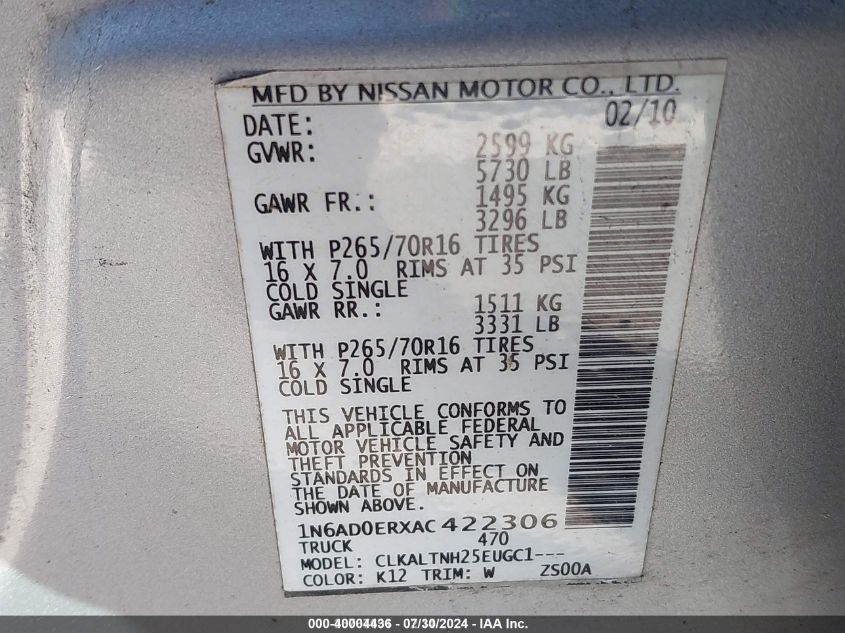 MFD BY NISSAN MOTOR CO., LTD.
DATE: 02/10
GVWR: 2599 KG
5730 LB
GAWR FR.: 1495 KG
3296 LB
WITH P265/70R16 TIRES
16 X 7.0 RIMS AT 35 PSI
COLD SINGLE
GAWR RR.: 1511 KG
3331 LB
WITH P265/70R16 TIRES
16 X 7.0 RIMS AT 35 PSI
COLD SINGLE
THIS VEHICLE CONFORMS TO
ALL APPLICABLE FEDERAL
MOTOR VEHICLE SAFETY AND
THEFT PREVENTION
STANDARDS IN EFFECT ON
THE DATE OF MANUFACTURE
SHOWN ABOVE.
1N6AD0ERXAC 422306
TRUCK 470
MODEL: CLKALTNH25EUGC1---
COLOR: K12 TRIM: W ZS00A
000-40004436 - 07/30/2024 - IAA Inc.